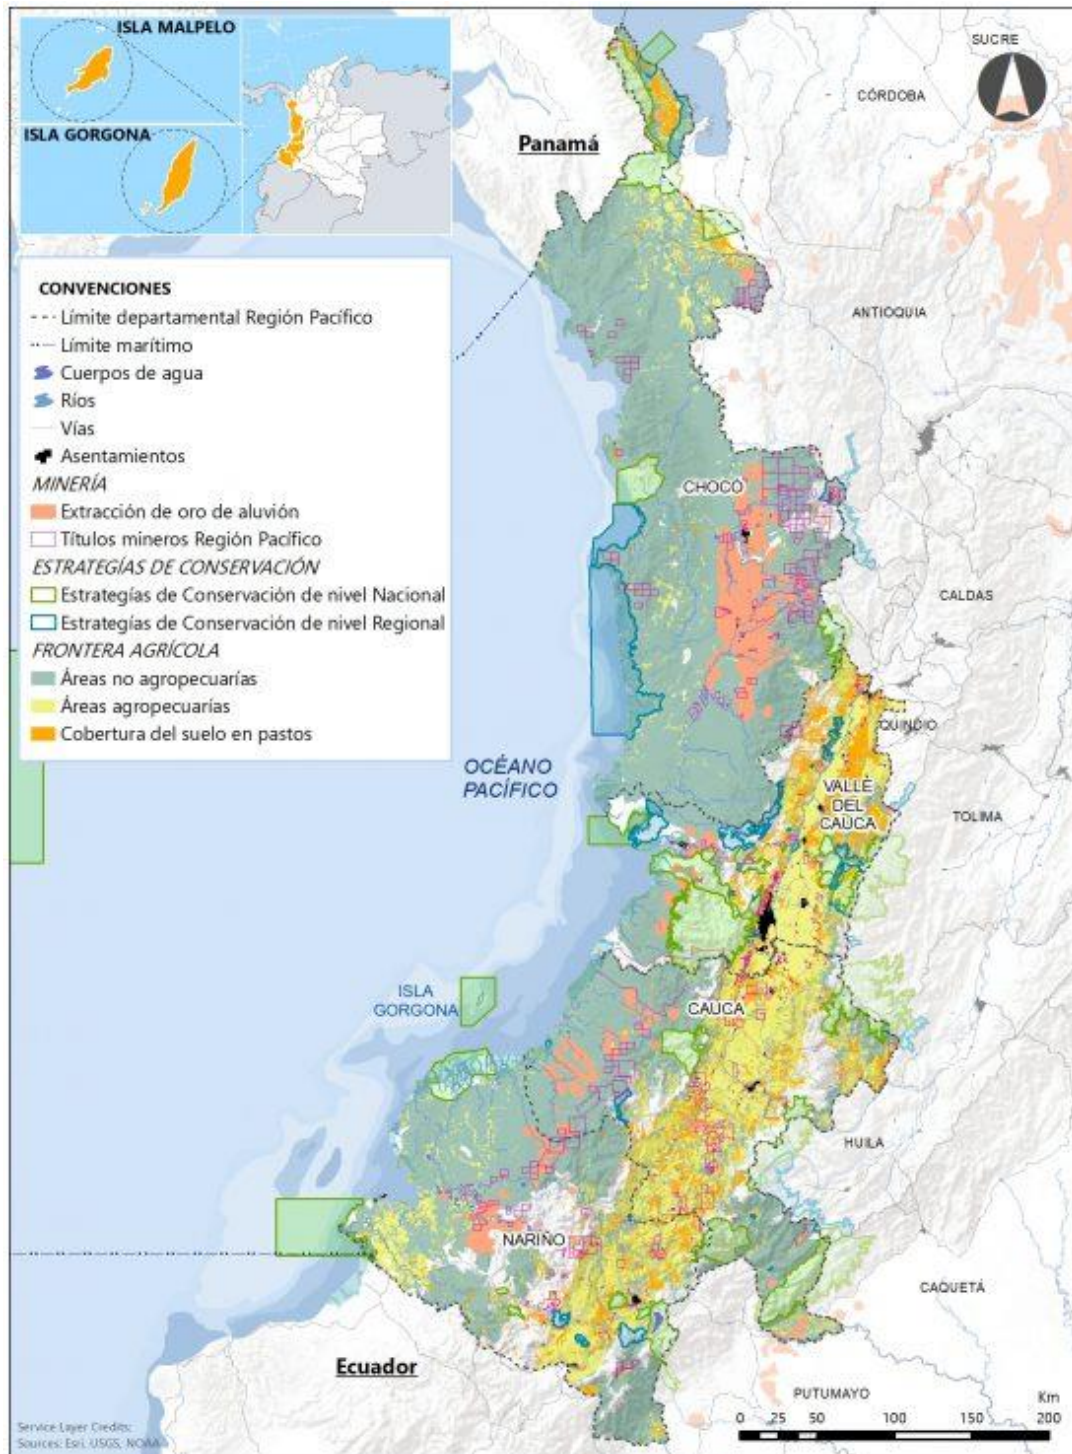 ISLA MALPELO
ISLA GORGONA
SUCRE
CÓRDOBA
Panamá
ANTIOQUIA
CONVENCIONES
Límite departamental Región Pacífico
Límite marítimo
Cuerpos de agua
Ríos
Vías
Asentamientos
MINERÍA
Extracción de oro de aluvión
Títulos mineros Región Pacífico
ESTRATEGÍAS DE CONSERVACIÓN
Estrategías de Conservación de nivel Nacional
Estrategías de Conservación de nivel Regional
FRONTERA AGRÍCOLA
Áreas no agropecuarías
Áreas agropecuarías
Cobertura del suelo en pastos
CHOCÓ
CALDAS
QUINDIO
OCÉANO
PACÍFICO
VALLE
DEL
CAUCA
TOLIMA
ISLA
GORGONA
CAUCA
HUILA
NARIÑO
CAQUETÁ
Ecuador
PUTUMAYO
Km
0 25 50 100 150 200
Service Layer Credits:
Sources: Esri, USGS, NOAA